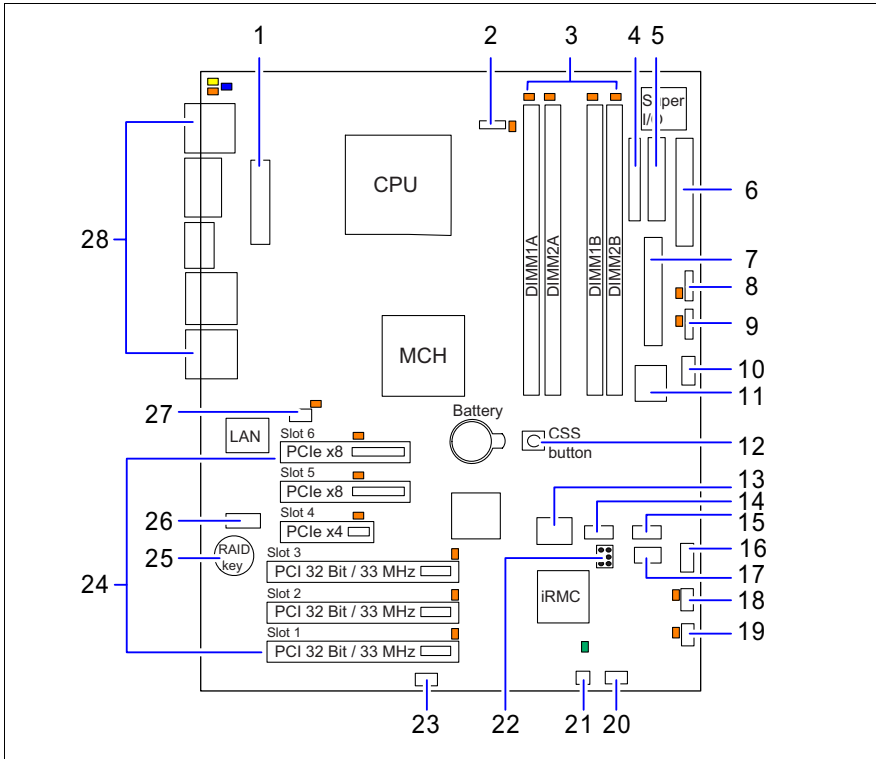 1
2
3
4
5
Super
I/O
CPU
6
28
DIMM1A
DIMM2A
DIMM1B
DIMM2B
7
8
9
MCH
10
11
27
Battery
LAN
CSS
button
12
Slot 6
PCIe x8
13
14
Slot 5
PCIe x8
15
26
Slot 4
PCIe x4
16
25
RAID
key
17
24
Slot 3
PCI 32 Bit / 33 MHz
iRMC
18
Slot 2
PCI 32 Bit / 33 MHz
19
Slot 1
PCI 32 Bit / 33 MHz
23
22
21
20